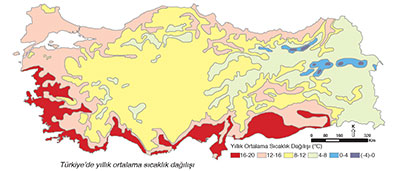 K
0 80 160 320
Km
Yıllık Ortalama Sıcaklık Dağılışı (°C)
16-20 12-16 8-12 4-8 0-4 (-4)-0
Türkiye'de yıllık ortalama sıcaklık dağılışı